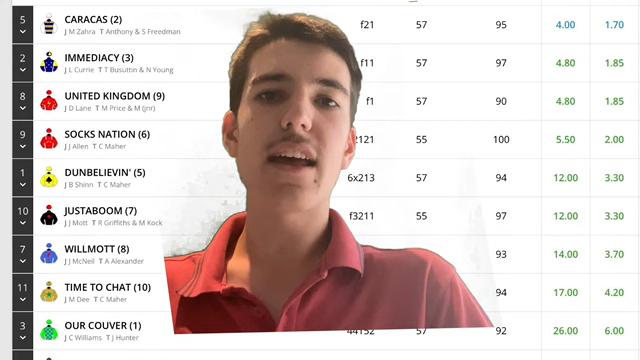 5 CARACAS (2) f21 57 95 4.00 1.70
J M Zahra T Anthony & S Freedman
2 IMMEDIACY (3) f11 57 97 4.80 1.85
J L Currie T T Busuttin & N Young
8 UNITED KINGDOM (9) f1 57 90 4.80 1.85
J D Lane T M Price & M (jnr)
9 SOCKS NATION (6) 2121 55 100 5.50 2.00
J J Allen T C Maher
1 DUNBELIEVIN' (5) 6x213 57 94 12.00 3.30
J B Shinn T C Maher
10 JUSTABOOM (7) f3211 55 97 12.00 3.30
J J Mott T R Griffiths & M Kock
7 WILLMOTT (8) 93 14.00 3.70
J J McNeil T A Alexander
11 TIME TO CHAT (10) 94 17.00 4.20
J M Dee T C Maher
3 OUR COUVER (1) 44152 57 92 26.00 6.00
J C Williams T J Hunter